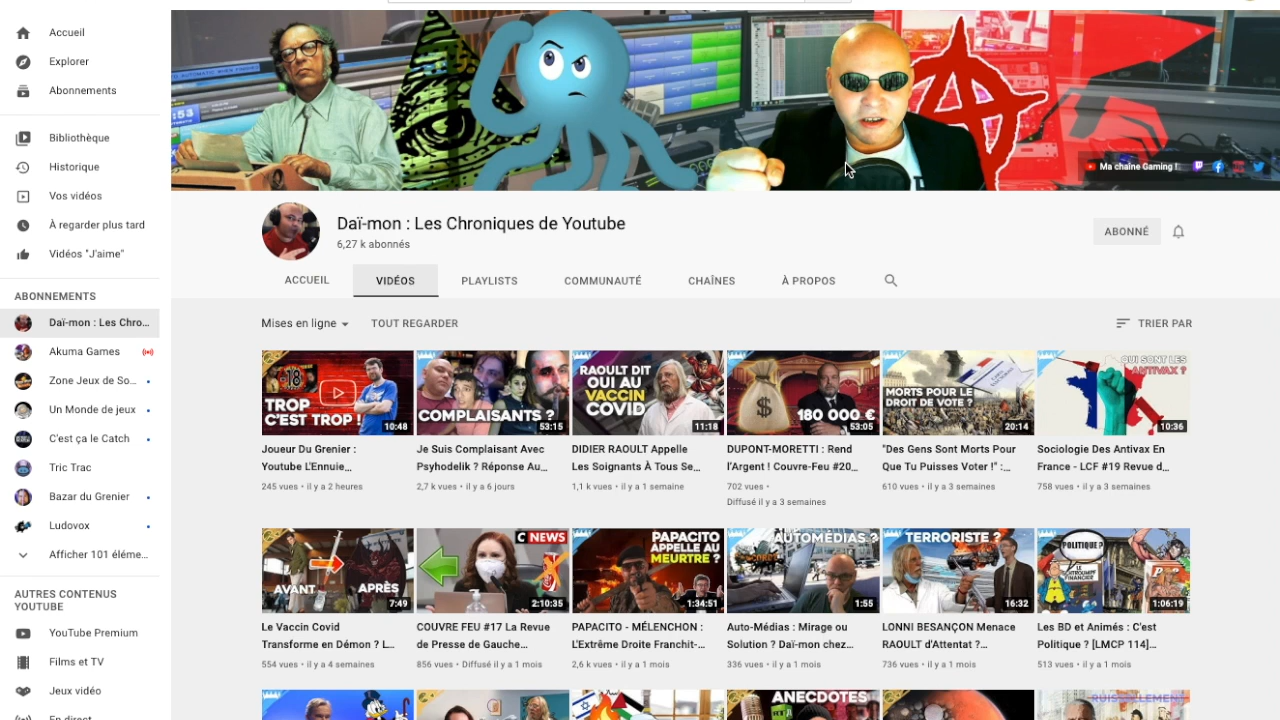 Accueil
Explorer
Abonnements
Bibliothèque
Historique
Vos vidéos
À regarder plus tard
Vidéos "J'aime"
ABONNEMENTS
Daï-mon : Les Chro...
Akuma Games
Zone Jeux de So...
Un Monde de jeux
C'est ça le Catch
Tric Trac
Bazar du Grenier
Ludovox
Afficher 101 éléme...
AUTRES CONTENUS
YOUTUBE
YouTube Premium
Films et TV
Jeux vidéo
En direct
Ma chaine Gaming !
Daï-mon : Les Chroniques de Youtube
6,27 k abonnés
ABONNÉ
ACCUEIL
VIDÉOS
PLAYLISTS
COMMUNAUTÉ
CHAÎNES
À PROPOS
Mises en ligne
TOUT REGARDER
TRIER PAR
-18
TROP
C'EST TROP !
10:48
Joueur Du Grenier :
Youtube L'Ennuie...
245 vues • il y a 2 heures
COMPLAISANTS ?
53:15
Je Suis Complaisant Avec
Psyhodelik ? Réponse Au...
2,7 k vues • il y a 6 jours
RAOULT DIT
OUI AU
VACCIN
COVID
11:18
DIDIER RAOULT Appelle
Les Soignants À Tous Se...
1,1 k vues • il y a 1 semaine
$
180 000 €
53:05
DUPONT-MORETTI : Rend
l'Argent ! Couvre-Feu #20...
702 vues •
Diffusé il y a 3 semaines
MORTS POUR LE
DROIT DE VOTE ?
20:14
"Des Gens Sont Morts Pour
Que Tu Puisses Voter !" :...
610 vues • il y a 3 semaines
QUI SONT LES
ANTIVAX ?
10:36
Sociologie Des Antivax En
France - LCF #19 Revue d...
758 vues • il y a 3 semaines
AVANT
APRÈS
7:49
Le Vaccin Covid
Transforme en Démon ? L...
554 vues • il y a 4 semaines
C NEWS
2:10:35
COUVRE FEU #17 La Revue
de Presse de Gauche...
856 vues • Diffusé il y a 1 mois
PAPACITO
APPELLE AU
MEURTRE ?
1:34:51
PAPACITO - MÉLENCHON :
L'Extrême Droite Franchit-...
2,6 k vues • il y a 1 mois
AUTOMÉDIAS ?
1:55
Auto-Médias : Mirage ou
Solution ? Daï-mon chez...
336 vues • il y a 1 mois
TERRORISTE ?
16:32
LONNI BESANÇON Menace
RAOULT d'Attentat ?...
736 vues • il y a 1 mois
POLITIQUE ?
LE
SCHTROUMPF
FINANCIER
1:06:19
Les BD et Animés : C'est
Politique ? [LMCP 114]...
513 vues • il y a 1 mois
ANECDOTES
RUISSELLEMENT